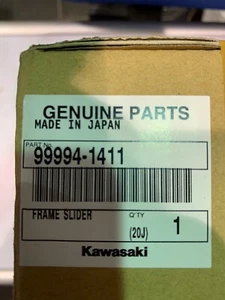 GENUINE PARTS
MADE IN JAPAN
PART No.
99994-1411
FRAME SLIDER
Q'TY
(20J) 1
Kawasaki